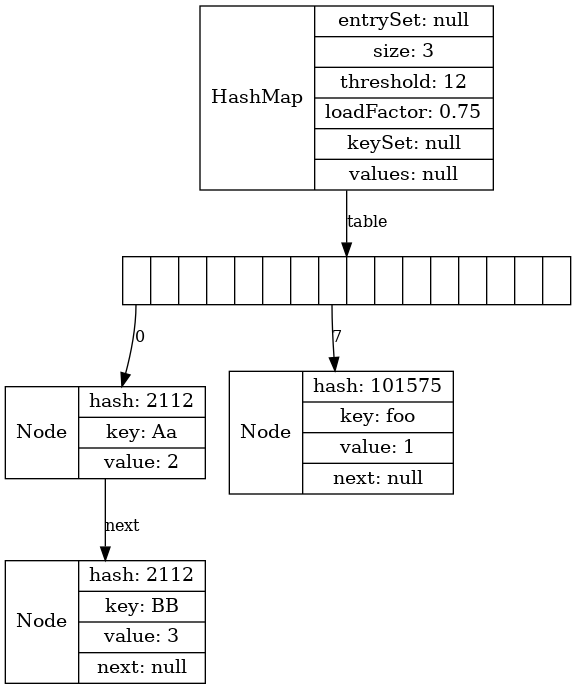 HashMap
entrySet: null
size: 3
threshold: 12
loadFactor: 0.75
keySet: null
values: null
table
0
7
Node
hash: 2112
key: Aa
value: 2
Node
hash: 101575
key: foo
value: 1
next: null
next
Node
hash: 2112
key: BB
value: 3
next: null